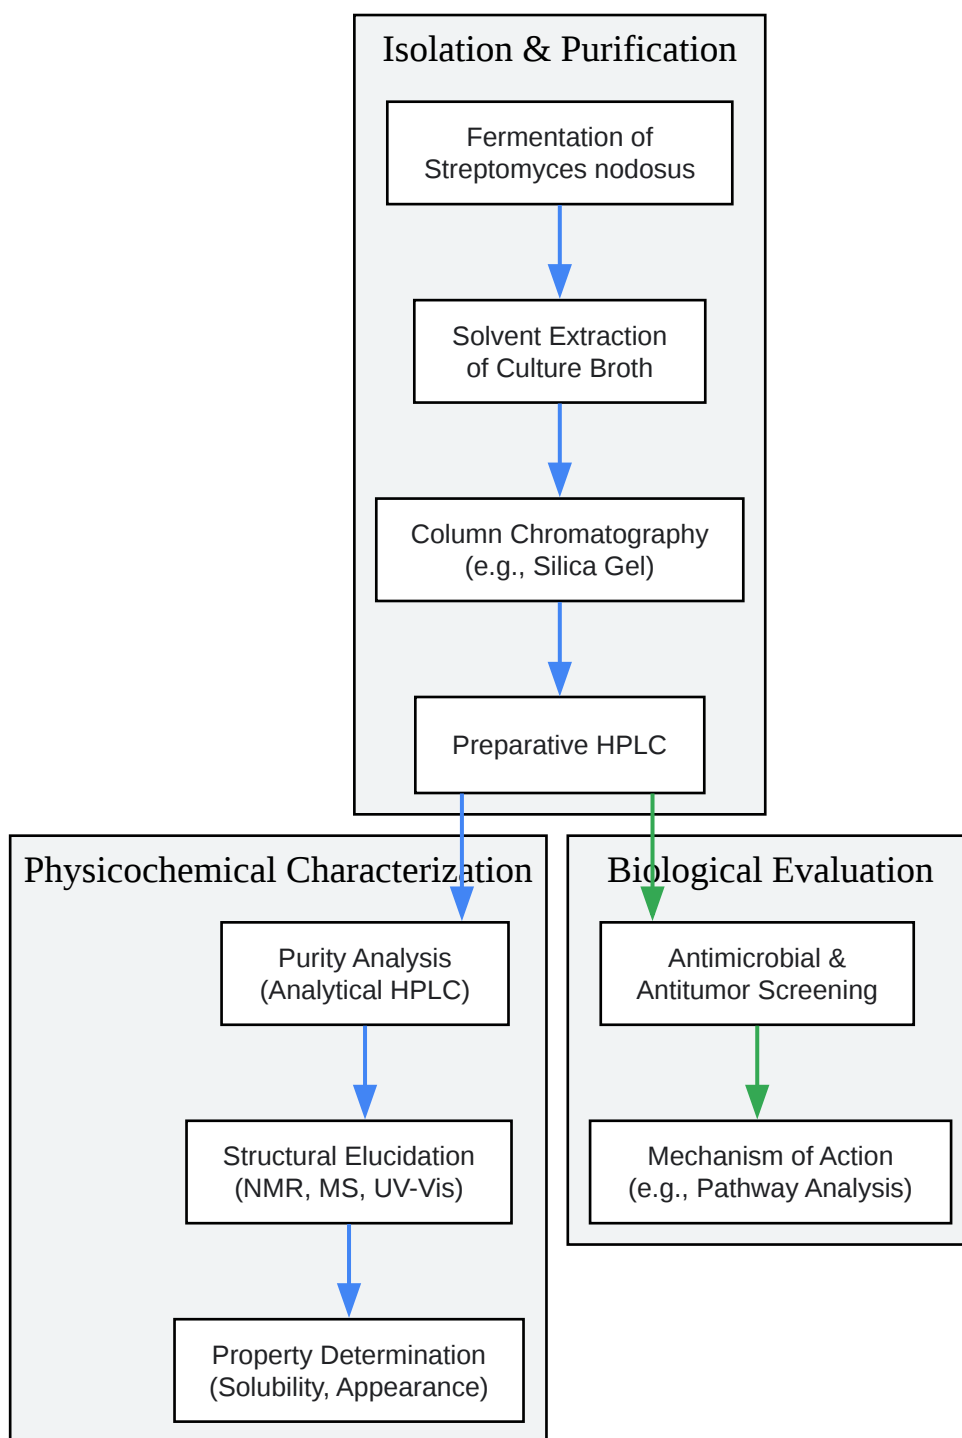 Isolation & Purification
Fermentation of
Streptomyces nodosus
Solvent Extraction
of Culture Broth
Column Chromatography
(e.g., Silica Gel)
Preparative HPLC
Physicochemical Characterization
Purity Analysis
(Analytical HPLC)
Structural Elucidation
(NMR, MS, UV-Vis)
Property Determination
(Solubility, Appearance)
Biological Evaluation
Antimicrobial &
Antitumor Screening
Mechanism of Action
(e.g., Pathway Analysis)